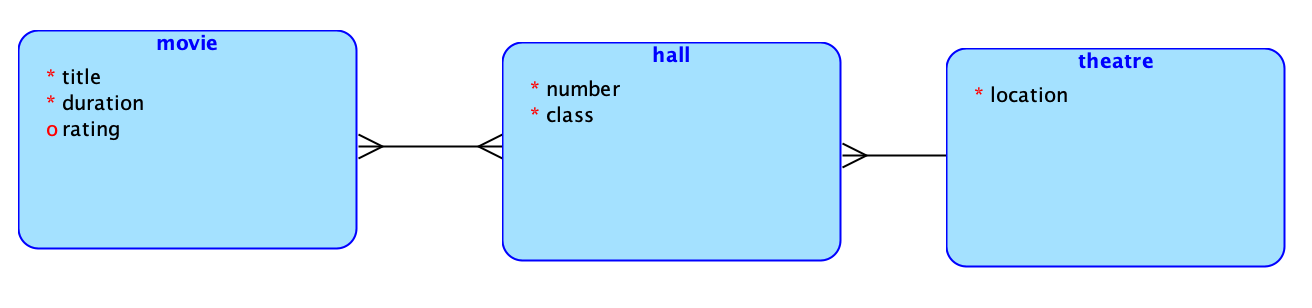 movie
* title
* duration
o rating
hall
* number
* class
theatre
* location